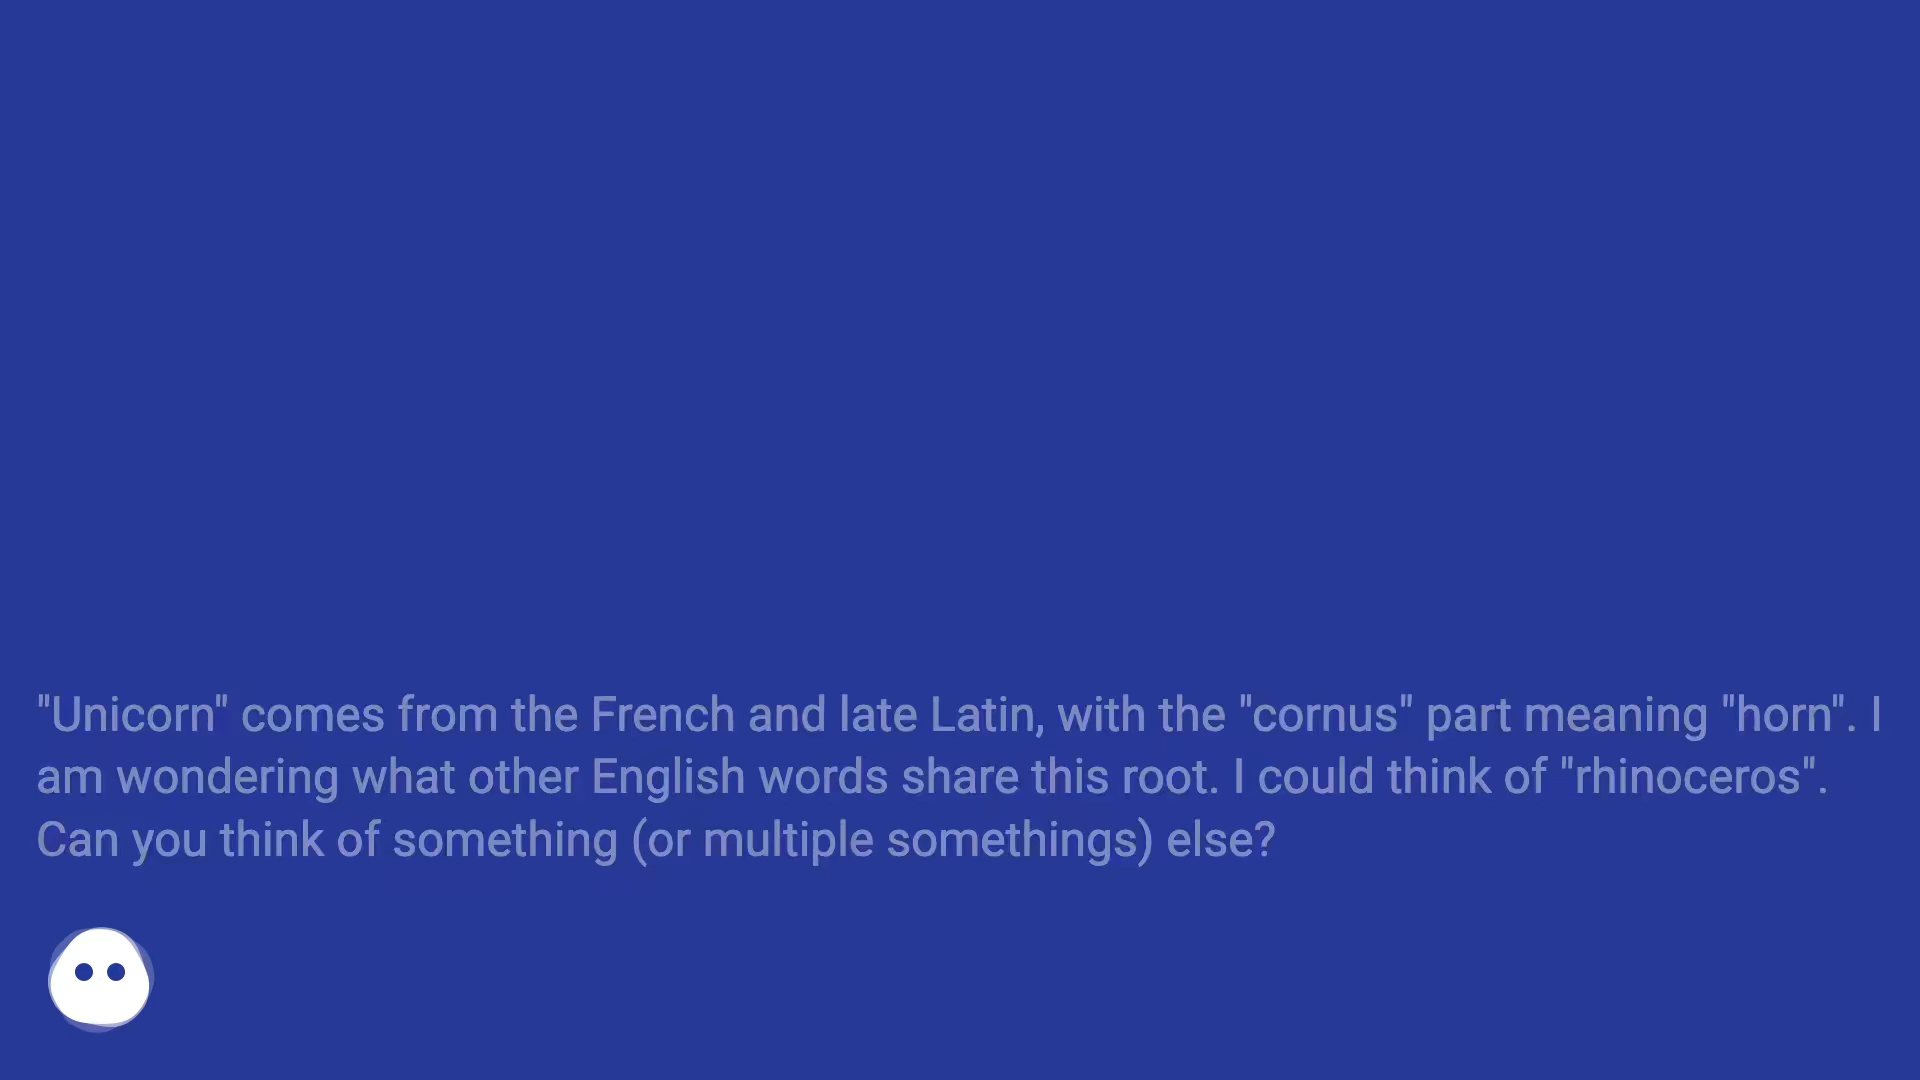 "Unicorn" comes from the French and late Latin, with the "cornus" part meaning "horn". I
am wondering what other English words share this root. I could think of "rhinoceros".
Can you think of something (or multiple somethings) else?